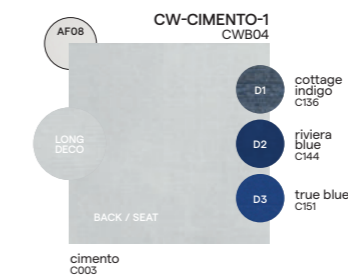 CW-CIMENTO-1
CWB04
AF08
D1
cottage
indigo
C136
LONG
DECO
D2
riviera
blue
C144
D3
true blue
C151
BACK / SEAT
cimento
C003